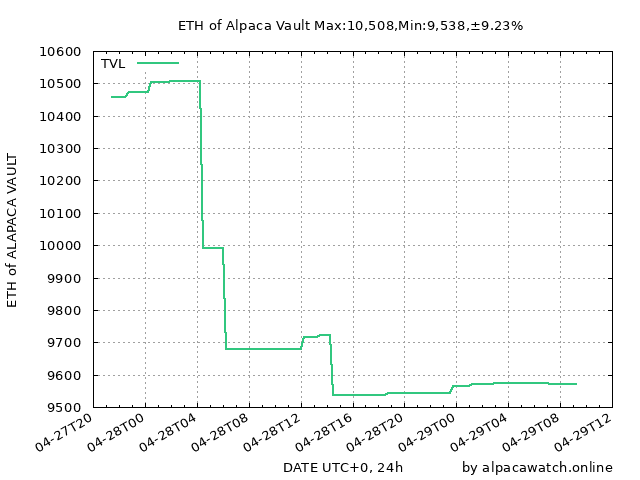 ETH of Alpaca Vault Max:10,508,Min:9,538,±9.23%
TVL
10600
10500
10400
10300
10200
10100
10000
9900
9800
9700
9600
9500
ETH of ALAPACA VAULT
04-27T20
04-28T00
04-28T04
04-28T08
04-28T12
04-28T16
04-28T20
04-29T00
04-29T04
04-29T08
04-29T12
DATE UTC+0, 24h
by alpacawatch.online